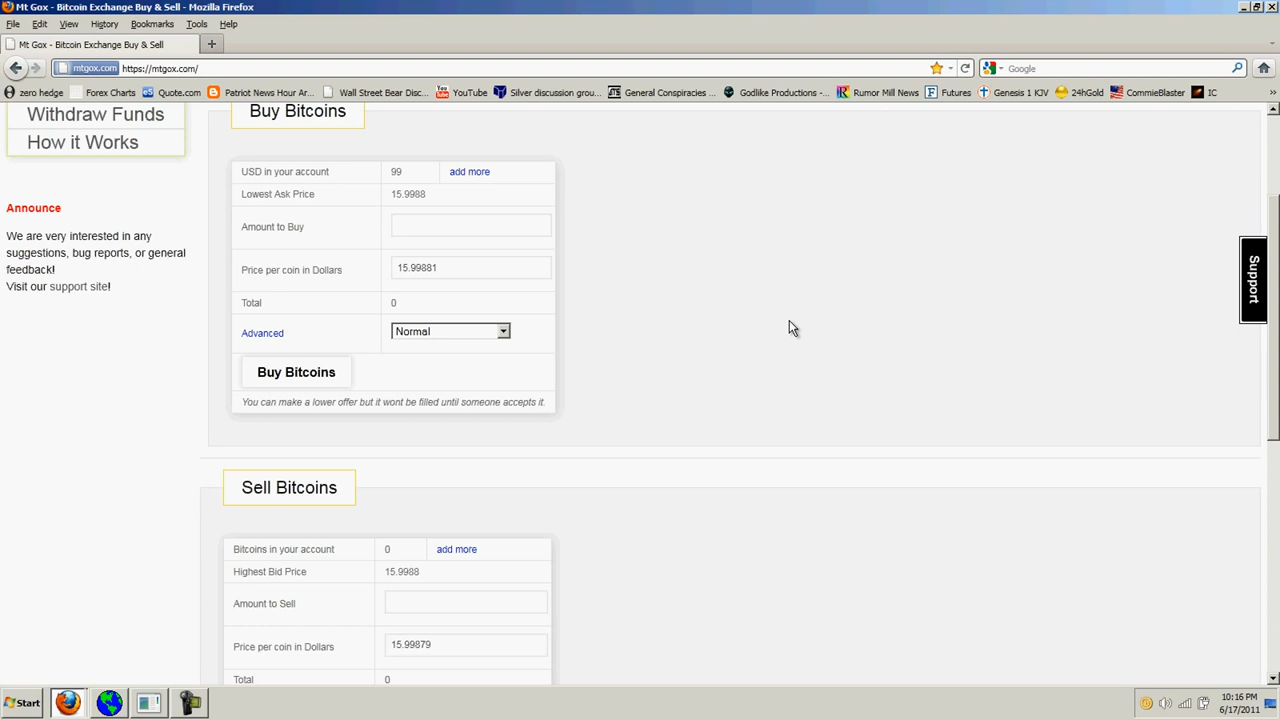 Mt Gox - Bitcoin Exchange Buy & Sell - Mozilla Firefox
File Edit View History Bookmarks Tools Help
Mt Gox - Bitcoin Exchange Buy & Sell
mtgox.com https://mtgox.com/ Google
zero hedge Forex Charts Quote.com Patriot News Hour Ar... Wall Street Bear Disc... YouTube Silver discussion grou... General Conspiracies ... Godlike Productions -... Rumor Mill News Futures Genesis 1 KJV 24hGold CommieBlaster IC
Withdraw Funds
How it Works
Announce
We are very interested in any
suggestions, bug reports, or general
feedback!
Visit our support site!
Buy Bitcoins
USD in your account 99 add more
Lowest Ask Price 15.9988
Amount to Buy
Price per coin in Dollars 15.99881
Total 0
Advanced Normal
Buy Bitcoins
You can make a lower offer but it wont be filled until someone accepts it.
Support
Sell Bitcoins
Bitcoins in your account 0 add more
Highest Bid Price 15.9988
Amount to Sell
Price per coin in Dollars 15.99879
Total 0
Start
10:16 PM
6/17/2011